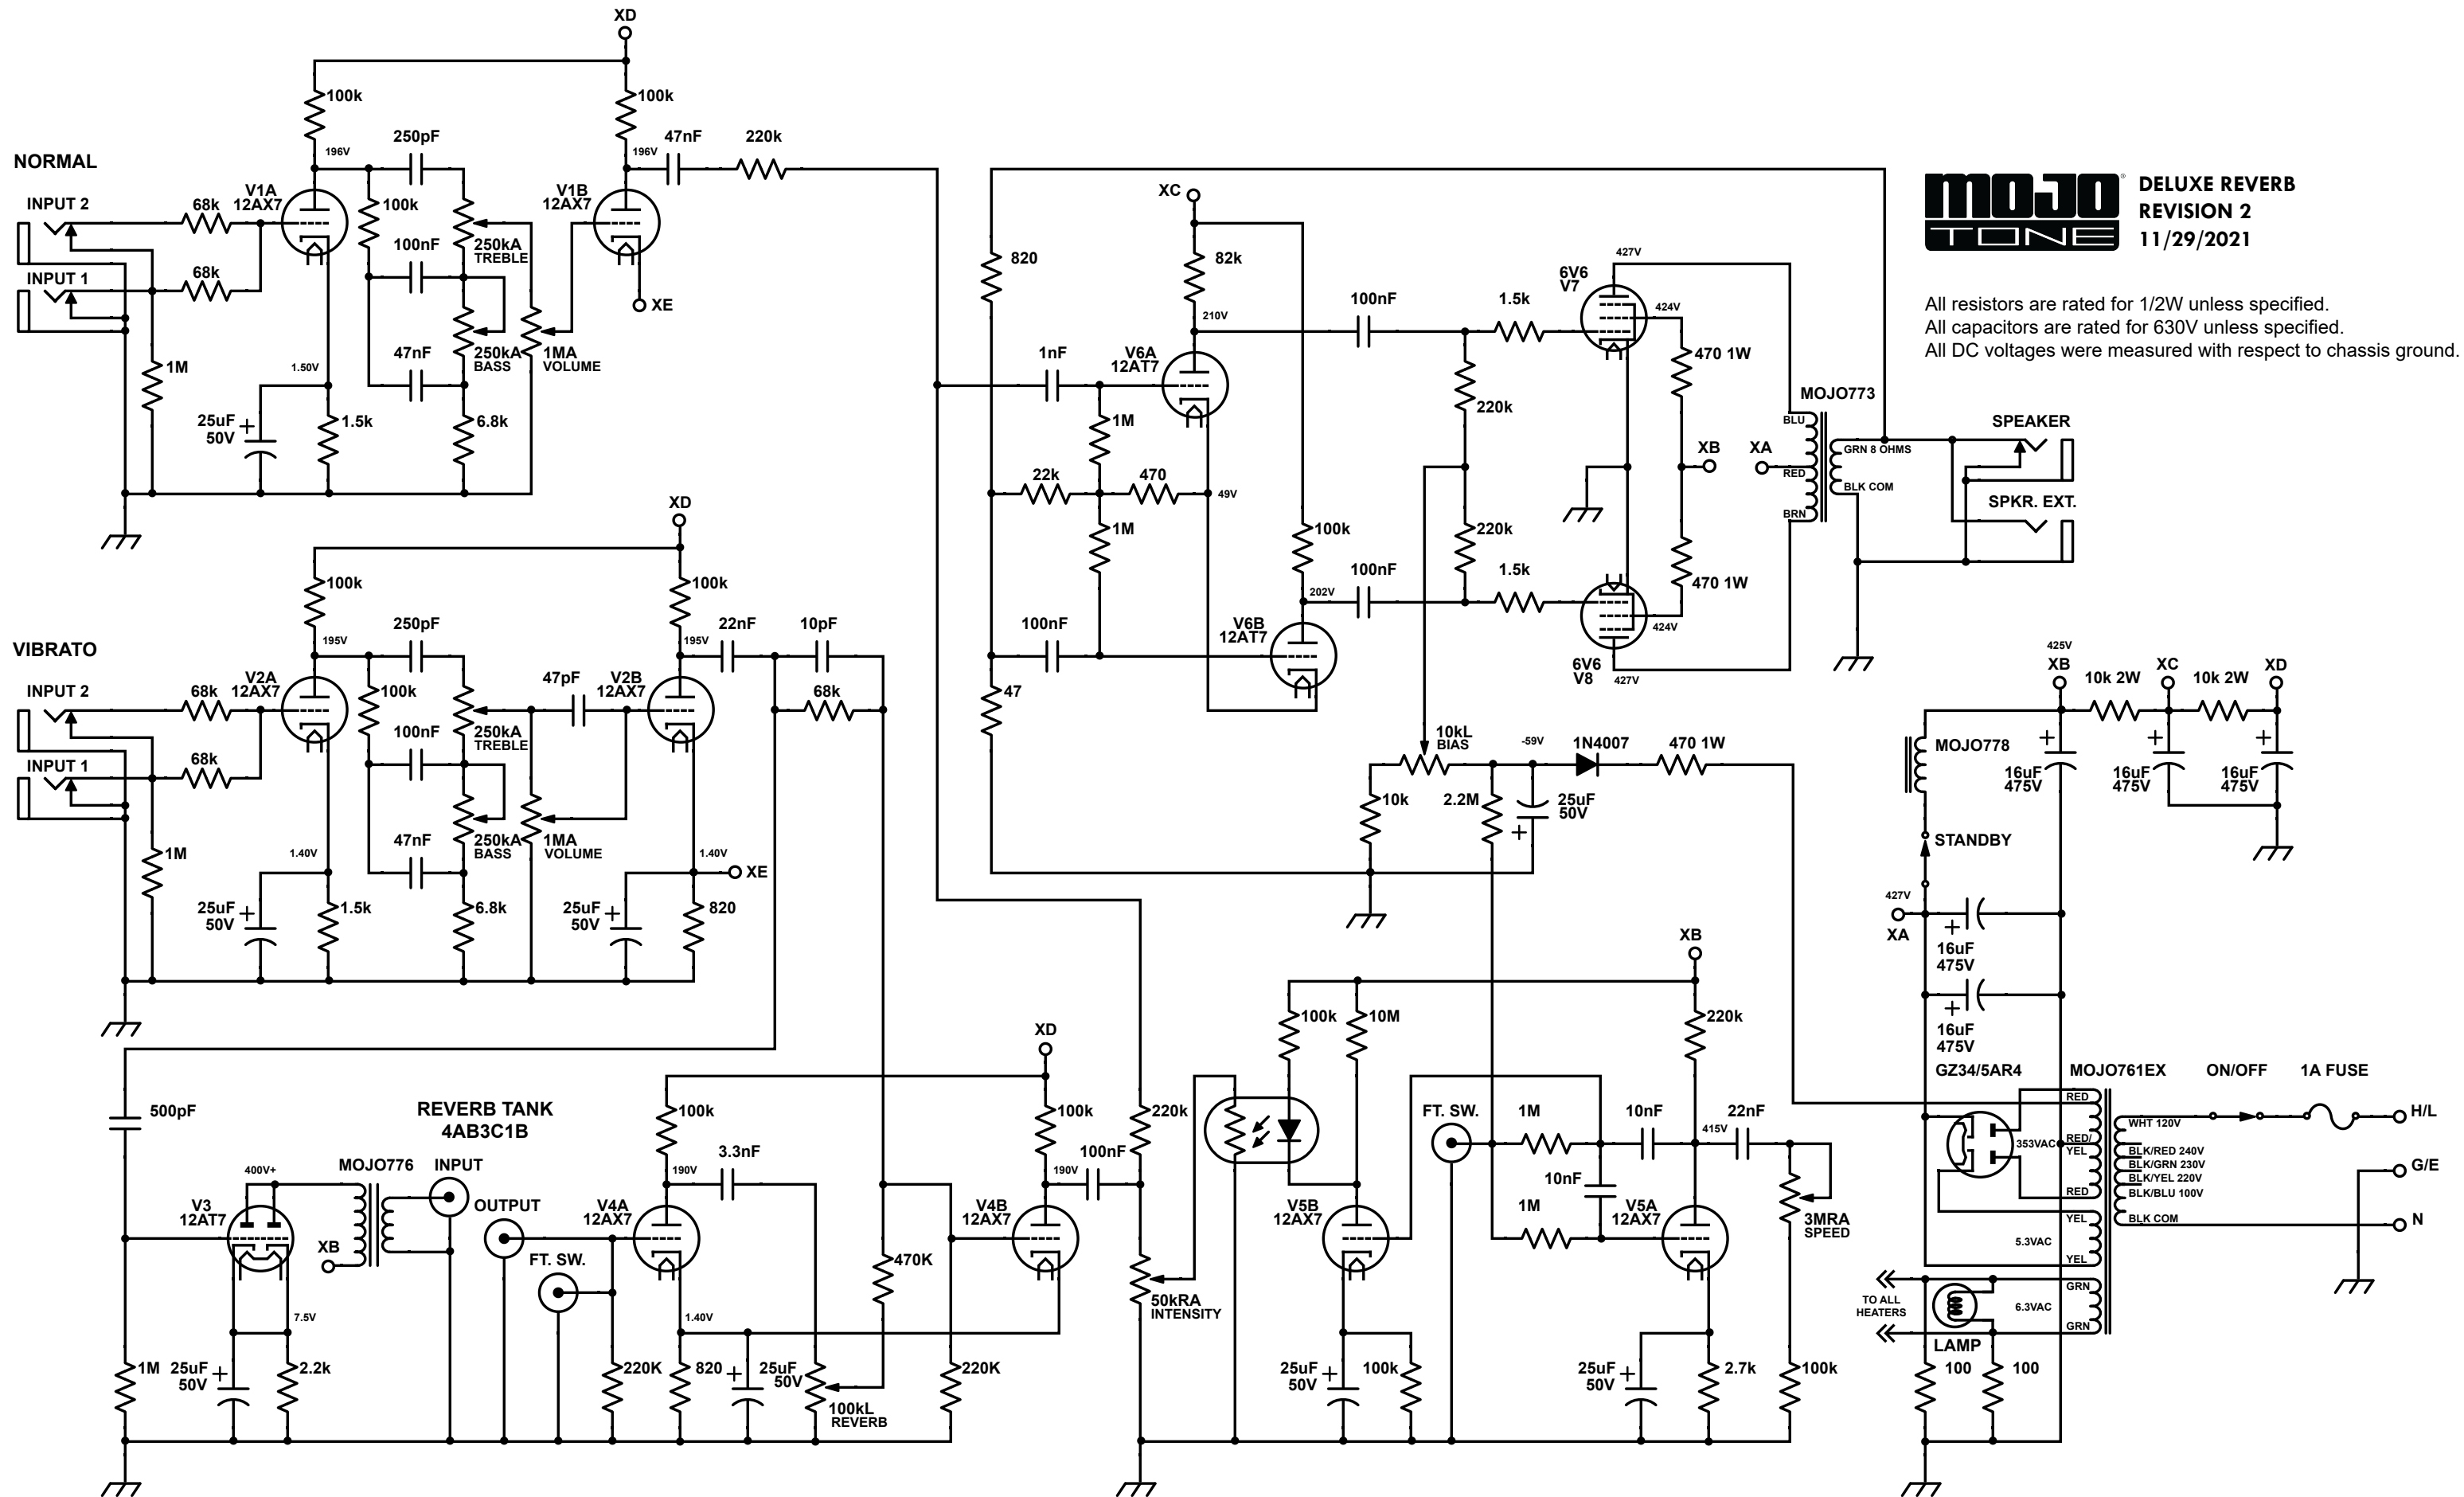 XD
100k
100k
250pF
47nF
220k
196V
196V
NORMAL
INPUT 2
68k
V1A
12AX7
100k
V1B
12AX7
100nF
250kA
TREBLE
INPUT 1
68k
XE
1M
1.50V
47nF
250kA
BASS
1MA
VOLUME
25uF
50V
1.5k
6.8k
XC
820
82k
210V
1nF
V6A
12AT7
1M
22k
470
49V
1M
100k
100nF
V6B
12AT7
202V
47
100nF
1.5k
220k
220k
100nF
1.5k
427V
6V6
V7
424V
470 1W
XB
XA
470 1W
424V
6V6
V8
427V
MOJO773
BLU
RED
BRN
GRN 8 OHMS
BLK COM
SPEAKER
SPKR. EXT.
MOJO
TONE
®
DELUXE REVERB
REVISION 2
11/29/2021
All resistors are rated for 1/2W unless specified.
All capacitors are rated for 630V unless specified.
All DC voltages were measured with respect to chassis ground.
XD
100k
100k
VIBRATO
195V
250pF
195V
22nF
10pF
INPUT 2
68k
V2A
12AX7
100k
47pF
V2B
12AX7
68k
100nF
250kA
TREBLE
INPUT 1
68k
1M
1.40V
47nF
250kA
BASS
1MA
VOLUME
1.40V
XE
25uF
50V
1.5k
6.8k
25uF
50V
820
10kL
BIAS
-59V
1N4007
470 1W
10k
2.2M
25uF
50V
425V
XB
10k 2W
XC
10k 2W
XD
MOJO778
16uF
475V
16uF
475V
16uF
475V
STANDBY
427V
XA
16uF
475V
16uF
475V
GZ34/5AR4
MOJO761EX
ON/OFF
1A FUSE
RED
WHT 120V
H/L
353VAC
RED/
YEL
BLK/RED 240V
BLK/GRN 230V
BLK/YEL 220V
BLK/BLU 100V
G/E
RED
YEL
BLK COM
N
5.3VAC
YEL
GRN
TO ALL
HEATERS
6.3VAC
GRN
LAMP
100
100
500pF
REVERB TANK
4AB3C1B
400V+
MOJO776
INPUT
OUTPUT
V3
12AT7
XB
7.5V
FT. SW.
1M
25uF
50V
2.2k
XD
100k
190V
3.3nF
V4A
12AX7
1.40V
220K
820
25uF
50V
100kL
REVERB
470K
100k
100nF
190V
V4B
12AX7
220K
220k
50kRA
INTENSITY
XB
100k
10M
220k
FT. SW.
1M
10nF
22nF
415V
10nF
V5B
12AX7
1M
V5A
12AX7
3MRA
SPEED
25uF
50V
100k
25uF
50V
2.7k
100k